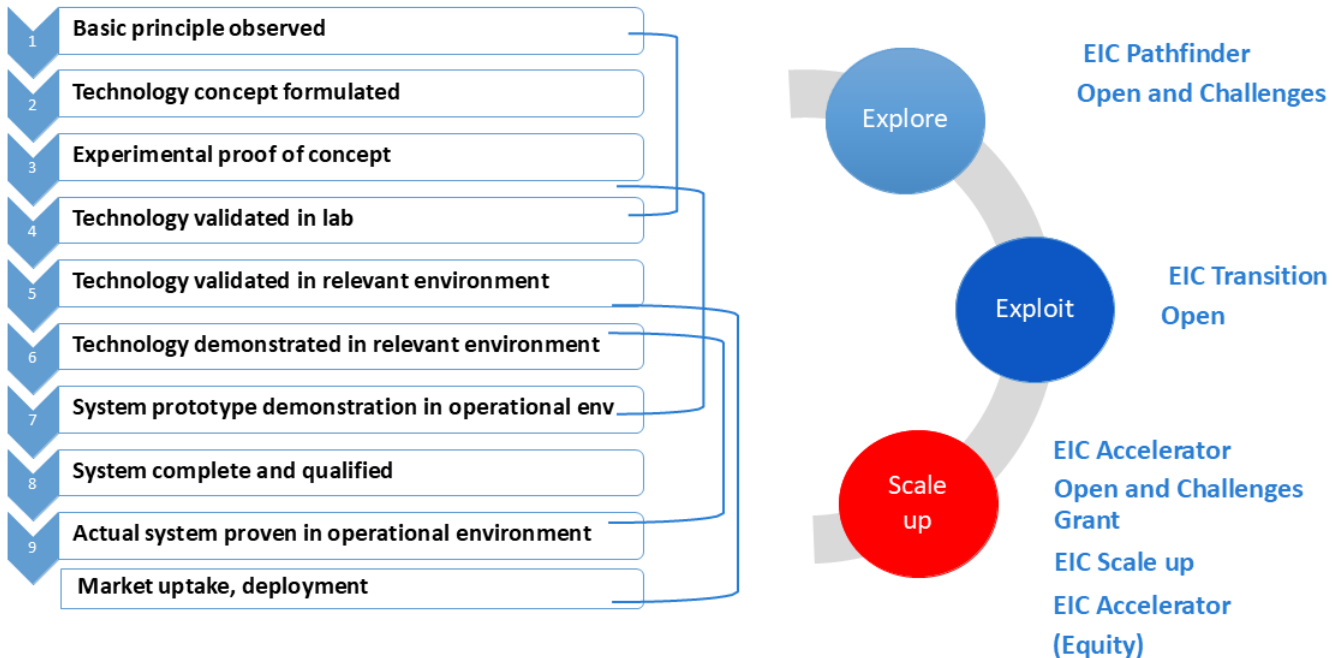 1 Basic principle observed
2 Technology concept formulated
3 Experimental proof of concept
4 Technology validated in lab
5 Technology validated in relevant environment
6 Technology demonstrated in relevant environment
7 System prototype demonstration in operational env
8 System complete and qualified
9 Actual system proven in operational environment
Market uptake, deployment
Explore
EIC Pathfinder
Open and Challenges
Exploit
EIC Transition
Open
Scale
up
EIC Accelerator
Open and Challenges
Grant
EIC Scale up
EIC Accelerator
(Equity)